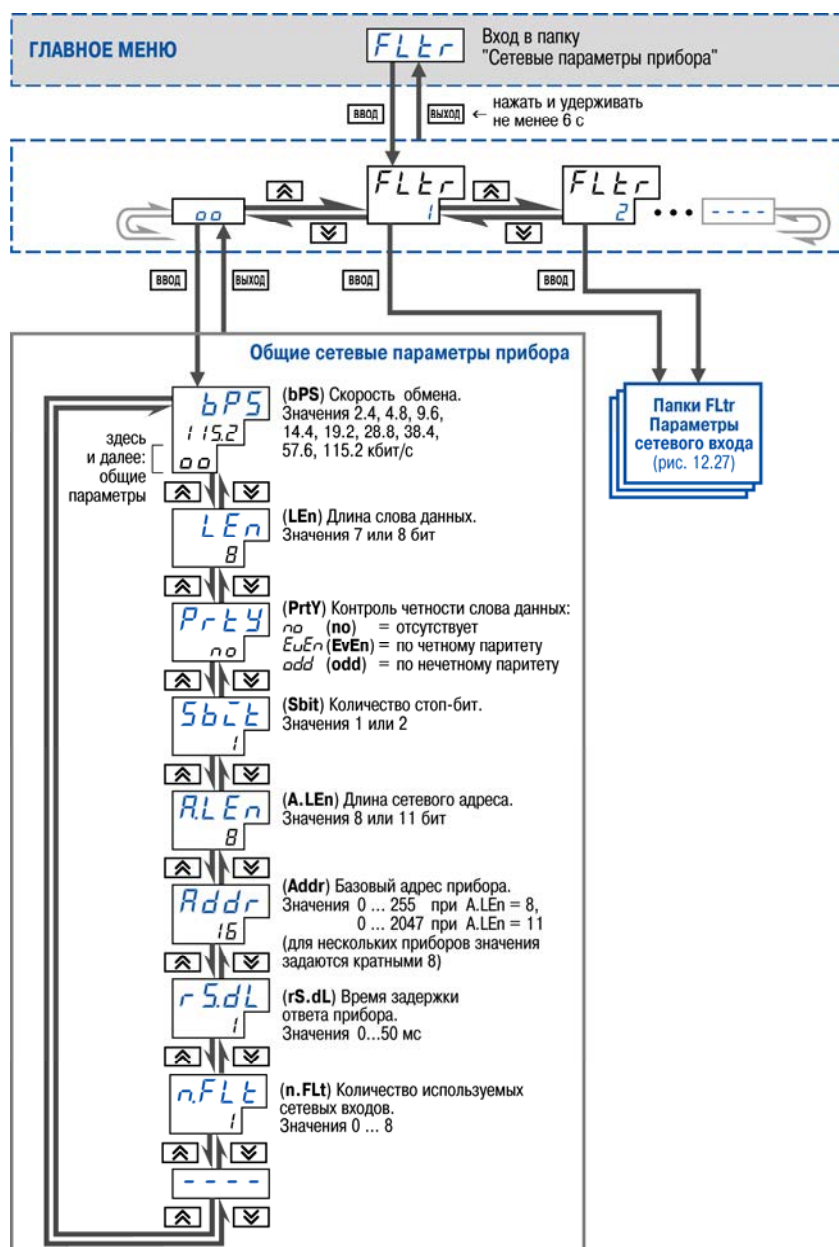 ГЛАВНОЕ МЕНЮ
FLtr
Вход в папку
"Сетевые параметры прибора"
ВВОД
ВЫХОД
← нажать и удерживать
не менее 6 с
oo
FLtr
1
FLtr
2
••• ----
ВВОД
ВЫХОД
ВВОД
ВВОД
Общие сетевые параметры прибора
Папки FLtr
Параметры
сетевого входа
(рис. 12.27)
здесь
и далее:
общие
параметры
bPS
115.2
oo
(bPS) Скорость обмена.
Значения 2.4, 4.8, 9.6,
14.4, 19.2, 28.8, 38.4,
57.6, 115.2 кбит/с
LEn
8
(LEn) Длина слова данных.
Значения 7 или 8 бит
PrtY
no
(PrtY) Контроль четности слова данных:
no (no) = отсутствует
EvEn (EvEn) = по четному паритету
odd (odd) = по нечетному паритету
Sbit
1
(Sbit) Количество стоп-бит.
Значения 1 или 2
A.LEn
8
(A.LEn) Длина сетевого адреса.
Значения 8 или 11 бит
Addr
16
(Addr) Базовый адрес прибора.
Значения 0 ... 255 при A.LEn = 8,
0 ... 2047 при A.LEn = 11
(для нескольких приборов значения
задаются кратными 8)
rS.dL
1
(rS.dL) Время задержки
ответа прибора.
Значения 0...50 мс
n.FLt
1
(n.FLt) Количество используемых
сетевых входов.
Значения 0 ... 8
----